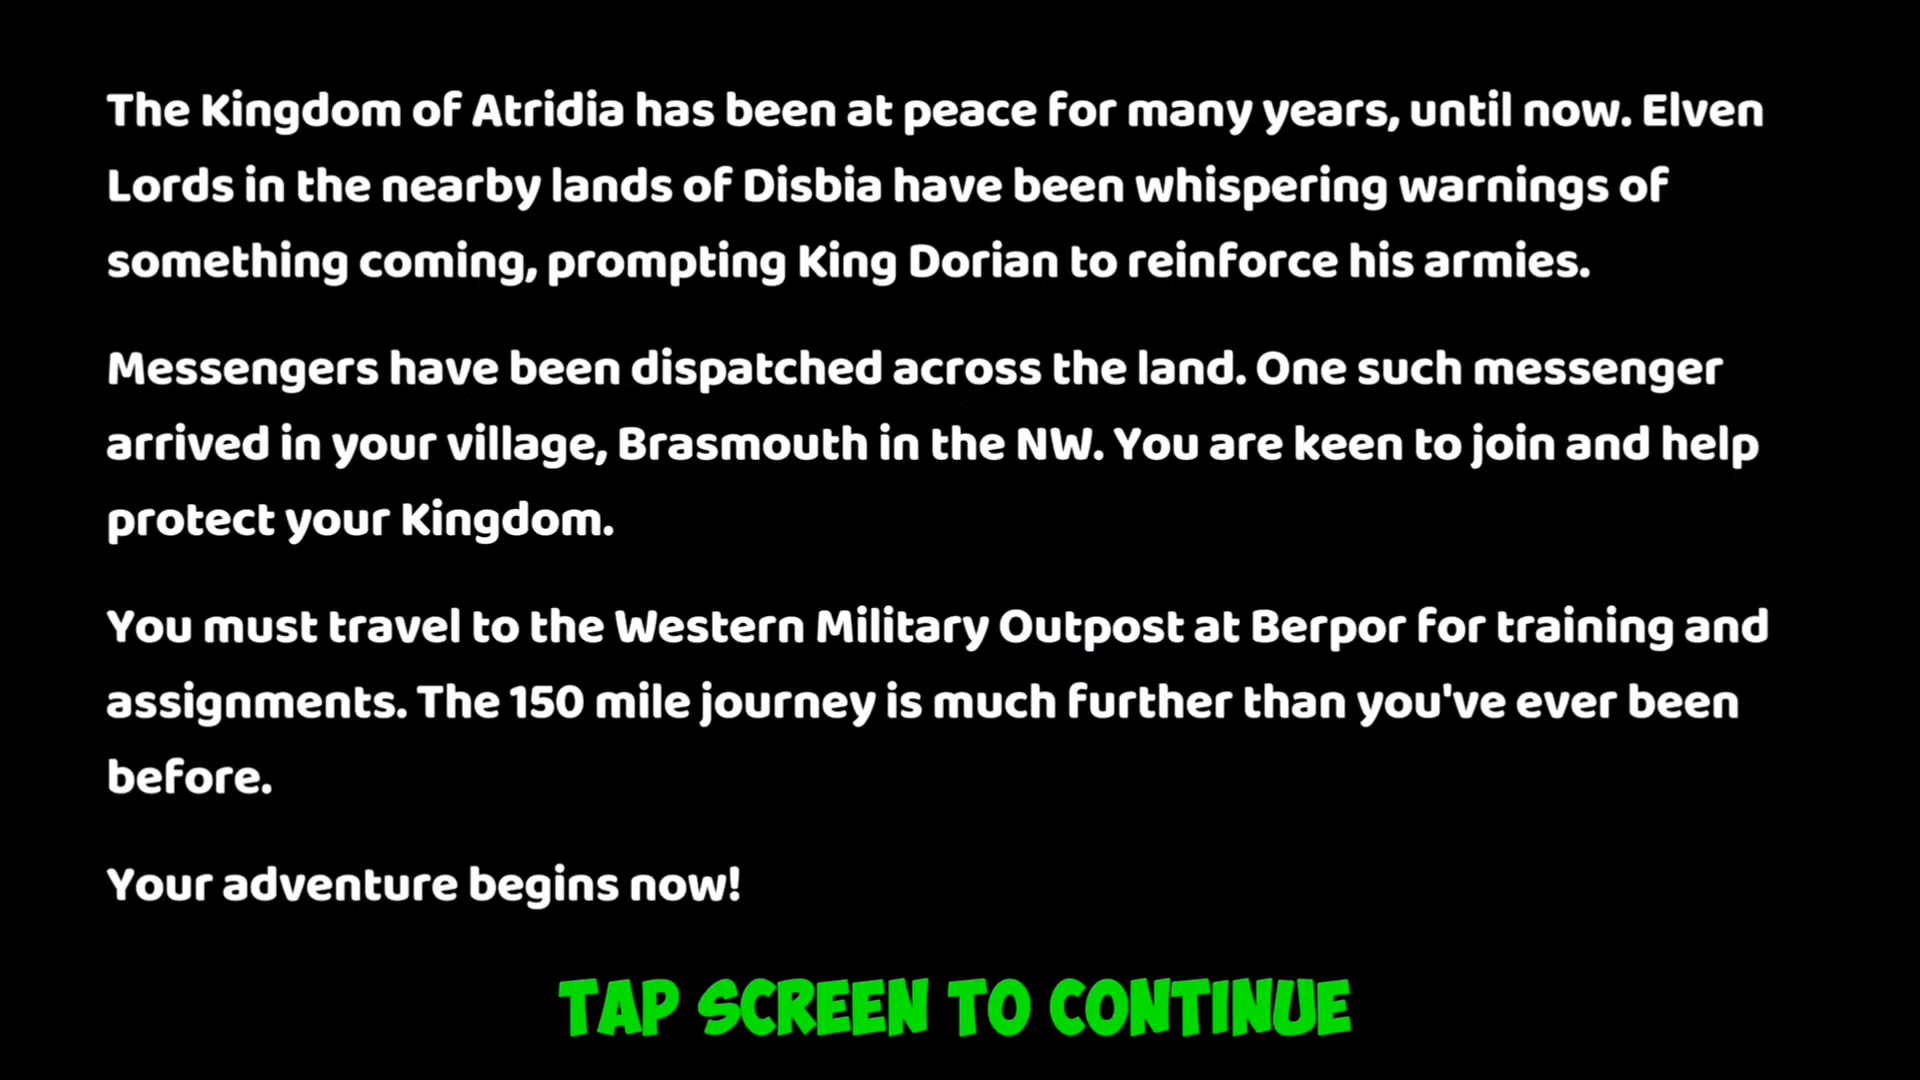 The Kingdom of Atridia has been at peace for many years, until now. Elven
Lords in the nearby lands of Disbia have been whispering warnings of
something coming, prompting King Dorian to reinforce his armies.
Messengers have been dispatched across the land. One such messenger
arrived in your village, Brasmouth in the NW. You are keen to join and help
protect your Kingdom.
You must travel to the Western Military Outpost at Berpor for training and
assignments. The 150 mile journey is much further than you've ever been
before.
Your adventure begins now!
TAP SCREEN TO CONTINUE